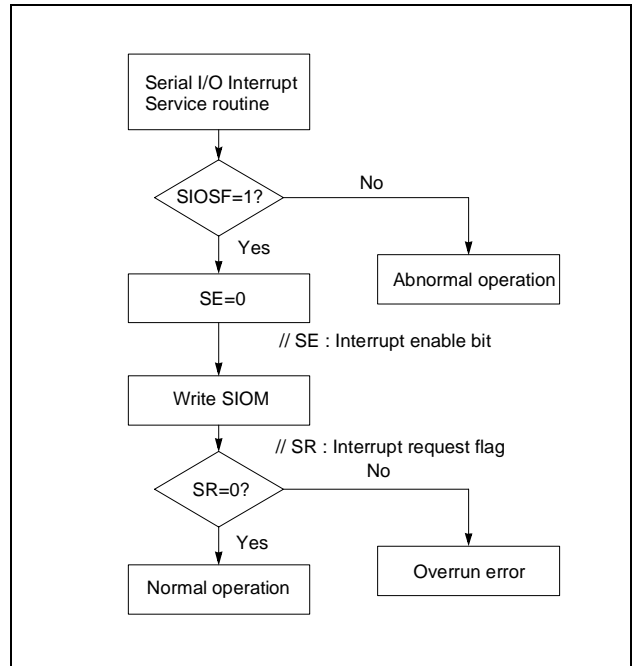 Serial I/O Interrupt
Service routine
SIOSF=1?
No
Yes
Abnormal operation
SE=0
// SE : Interrupt enable bit
Write SIOM
// SR : Interrupt request flag
No
SR=0?
Yes
Overrun error
Normal operation